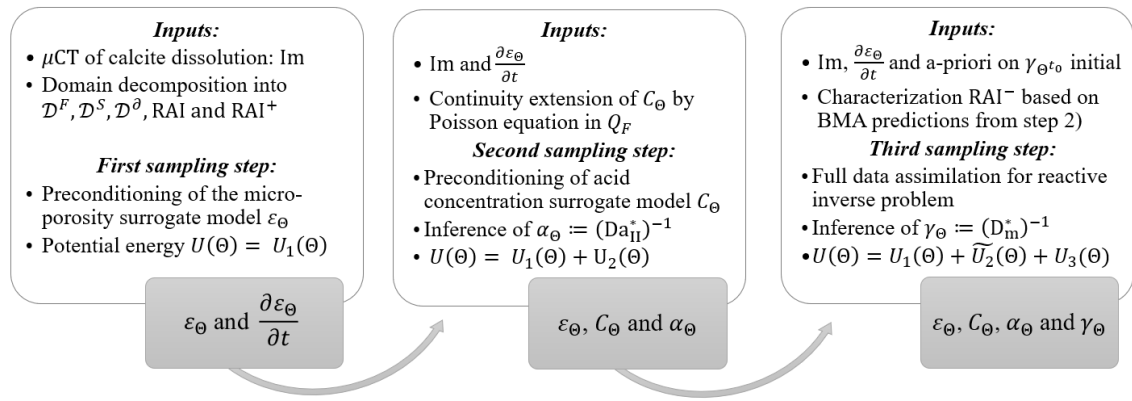 Inputs:
• μCT of calcite dissolution: Im
• Domain decomposition into
𝒟^F, 𝒟^S, 𝒟^∂, RAI and RAI⁺
First sampling step:
• Preconditioning of the micro-
porosity surrogate model ε_Θ
• Potential energy U(Θ) = U₁(Θ)
ε_Θ and ∂ε_Θ/∂t
Inputs:
• Im and ∂ε_Θ/∂t
• Continuity extension of C_Θ by
Poisson equation in Q_F
Second sampling step:
• Preconditioning of acid
concentration surrogate model C_Θ
• Inference of α_Θ ≔ (Da*_II)⁻¹
• U(Θ) = U₁(Θ) + U₂(Θ)
ε_Θ, C_Θ and α_Θ
Inputs:
• Im, ∂ε_Θ/∂t and a-priori on γ_Θ^t₀ initial
• Characterization RAI⁻ based on
BMA predictions from step 2)
Third sampling step:
• Full data assimilation for reactive
inverse problem
• Inference of γ_Θ ≔ (D*_m)⁻¹
• U(Θ) = U₁(Θ) + Ũ₂(Θ) + U₃(Θ)
ε_Θ, C_Θ, α_Θ and γ_Θ